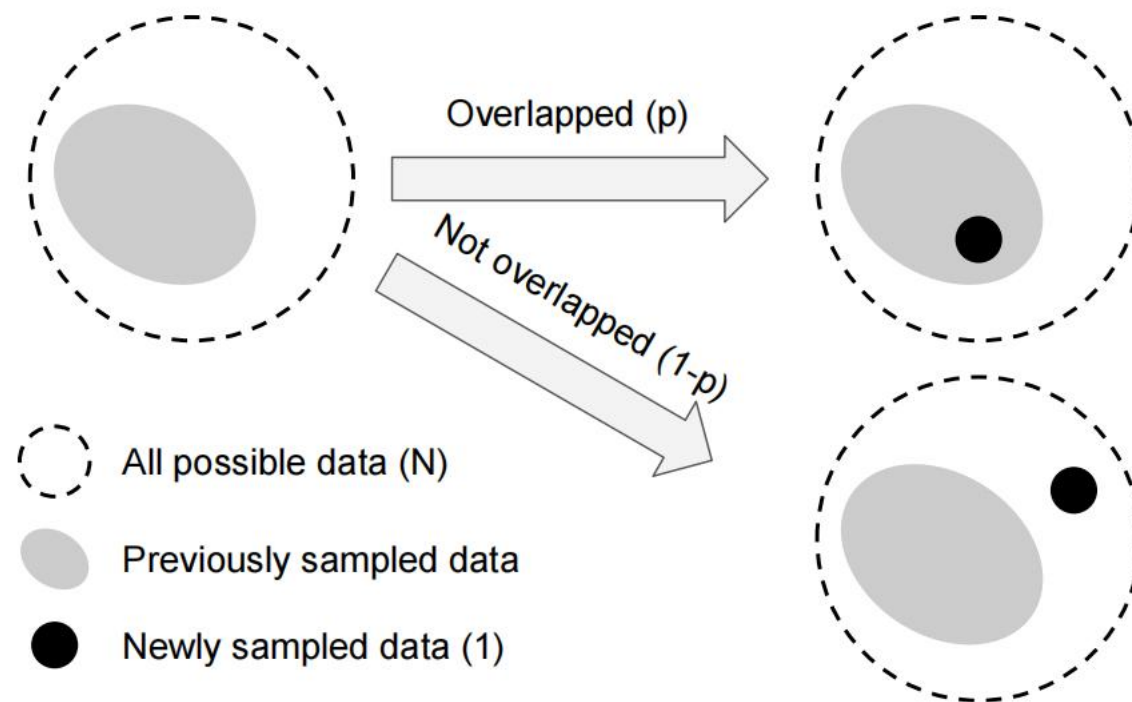 Overlapped (p)
Not overlapped (1-p)
All possible data (N)
Previously sampled data
Newly sampled data (1)